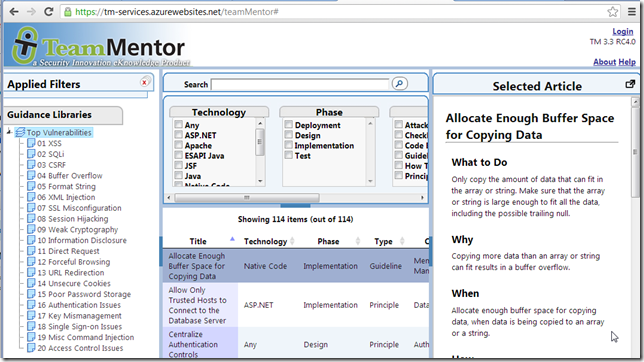 https://tm-services.azurewebsites.net/teamMentor#
TeamMentor
a Security Innovation eKnowledge Product
Login
TM 3.3 RC4.0
About Help
Applied Filters
Guidance Libraries
Top Vulnerabilities
01 XSS
02 SQLi
03 CSRF
04 Buffer Overflow
05 Format String
06 XML Injection
07 SSL Misconfiguration
08 Session Hijacking
09 Weak Cryptography
10 Information Disclosure
11 Direct Request
12 Forceful Browsing
13 URL Redirection
14 Unsecure Cookies
15 Poor Password Storage
16 Authentication Issues
17 Key Mismanagement
18 Single Sign-on Issues
19 Misc Command Injection
20 Access Control Issues
Search
Technology
Any
ASP.NET
Apache
ESAPI Java
JSF
Java
Native Code
Phase
Deployment
Design
Implementation
Test
Attack
Checkl
Code
Guidel
How T
Princip
Showing 114 items (out of 114)
Title Technology Phase Type C
Allocate Enough
Buffer Space for
Copying Data
Native Code Implementation Guideline
Mem
Man
Allow Only
Trusted Hosts to
Connect to the
Database Server
ASP.NET Implementation Principle Data
Centralize
Authentication
Controls
Any Design Principle Auth
Selected Article
Allocate Enough Buffer Space
for Copying Data
What to Do
Only copy the amount of data that can fit in
the array or string. Make sure that the array
or string is large enough to fit all the data,
including the possible trailing null.
Why
Copying more data than an array or string
can fit results in a buffer overflow.
When
Allocate enough buffer space for copying
data, when data is being copied to an array
or a string.
How